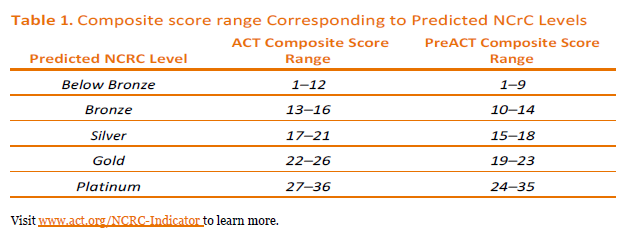 Table 1. Composite score range Corresponding to Predicted NCrC Levels
Predicted NCRC Level ACT Composite Score Range PreACT Composite Score Range
Below Bronze 1–12 1–9
Bronze 13–16 10–14
Silver 17–21 15–18
Gold 22–26 19–23
Platinum 27–36 24–35
Visit www.act.org/NCRC-Indicator to learn more.